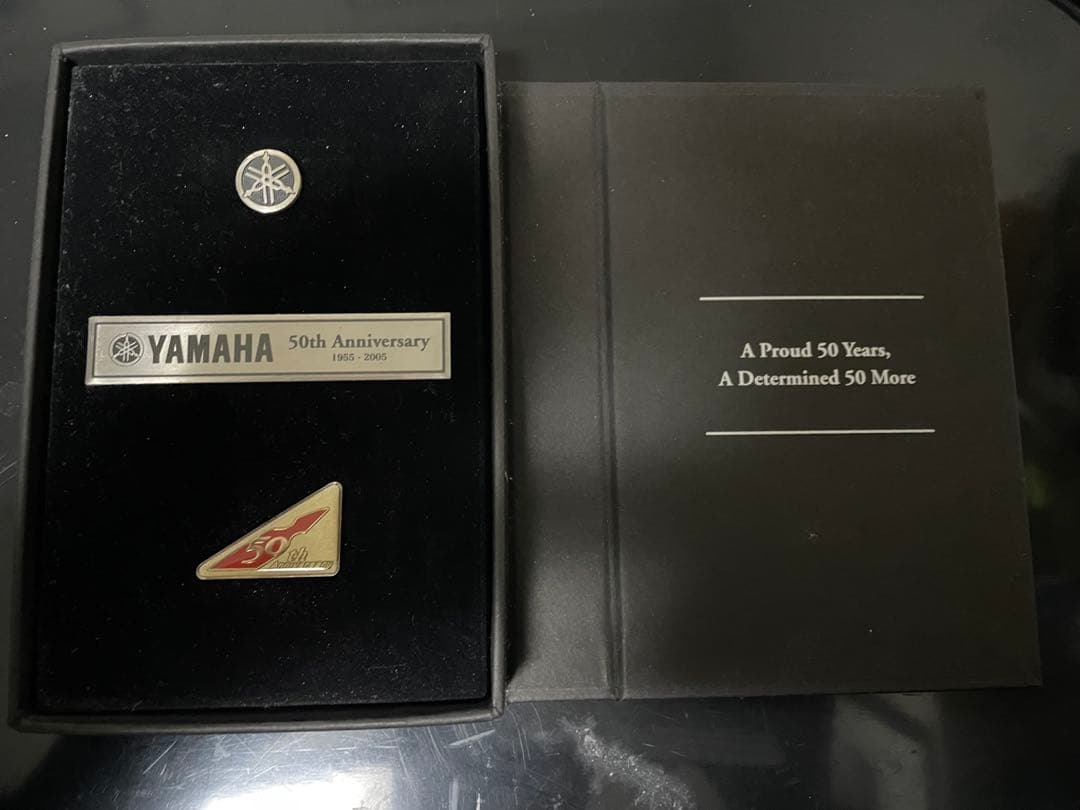 YAMAHA 50th Anniversary
1955 - 2005
50th
Anniversary
A Proud 50 Years,
A Determined 50 More